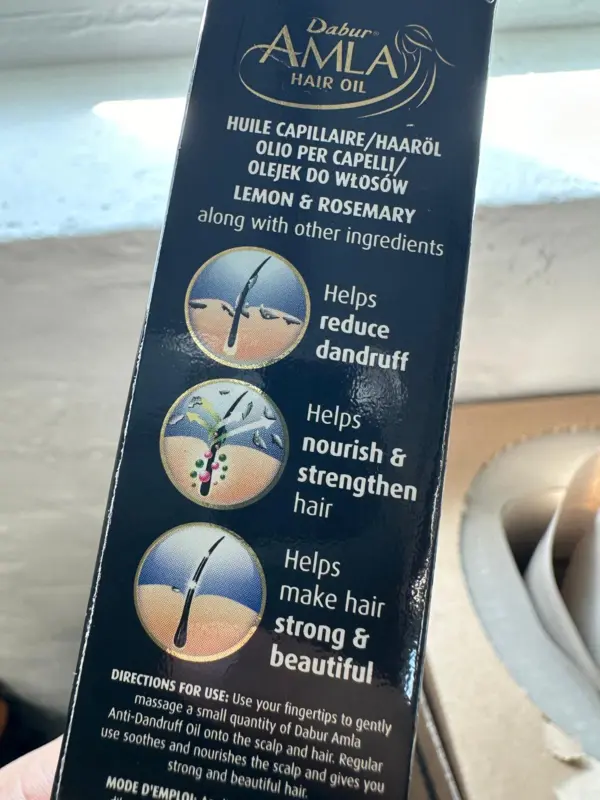 Dabur
AMLA
HAIR OIL
HUILE CAPILLAIRE/HAARÖL
OLIO PER CAPELLI/
OLEJEK DO WŁOSÓW
LEMON & ROSEMARY
along with other ingredients
Helps
reduce
dandruff
Helps
nourish &
strengthen
hair
Helps
make hair
strong &
beautiful
DIRECTIONS FOR USE: Use your fingertips to gently
massage a small quantity of Dabur Amla
Anti-Dandruff Oil onto the scalp and hair. Regular
use soothes and nourishes the scalp and gives you
strong and beautiful hair.
MODE D'EMPLOI: